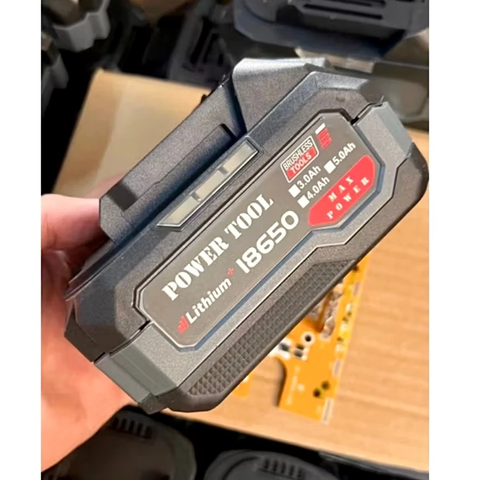 BRUSHLESS
TOOLS
3.0Ah 5.0Ah
4.0Ah
MAX
POWER
POWER TOOL
Lithium+ 18650